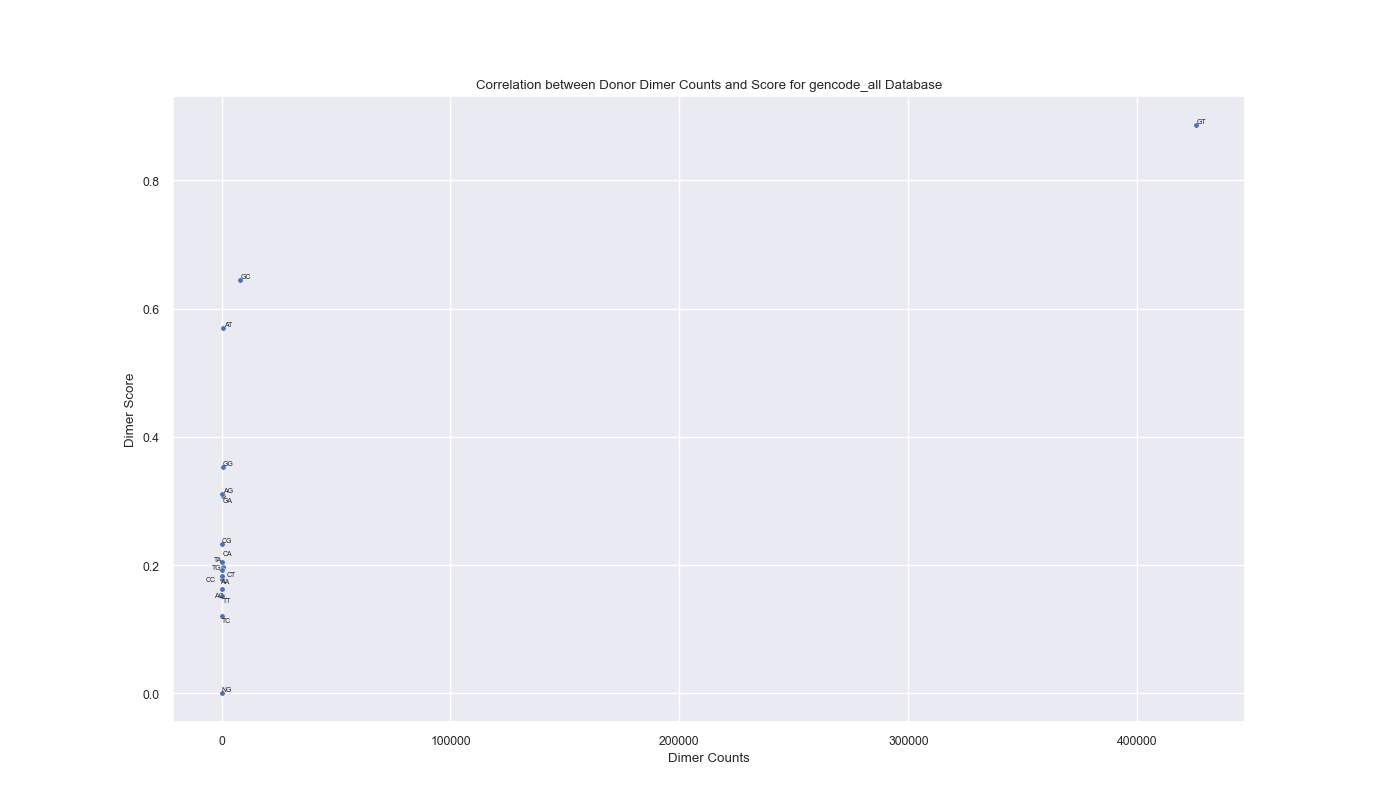 Correlation between Donor Dimer Counts and Score for gencode_all Database
GT
0.8
GC
0.6
AT
Dimer Score
0.4
GG
AG
GA
CG
CA
TA
0.2
TG
CT
CC
AA
TT
TC
NG
0.0
0
100000
200000
300000
400000
Dimer Counts